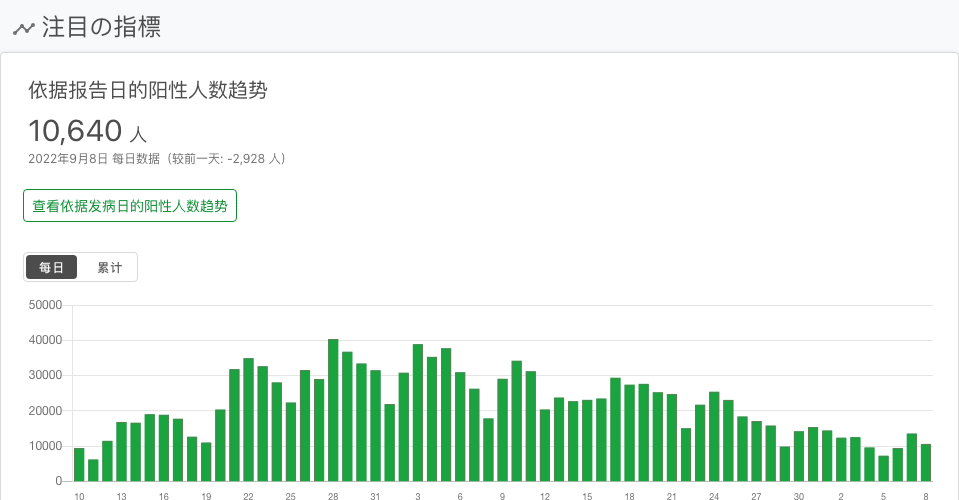 注目の指標
依据报告日的阳性人数趋势
10,640 人
2022年9月8日 每日数据（较前一天: -2,928 人）
查看依据发病日的阳性人数趋势
每日 累计
50000
40000
30000
20000
10000
0
10 13 16 19 22 25 28 31 3 6 9 12 15 18 21 24 27 30 2 5 8